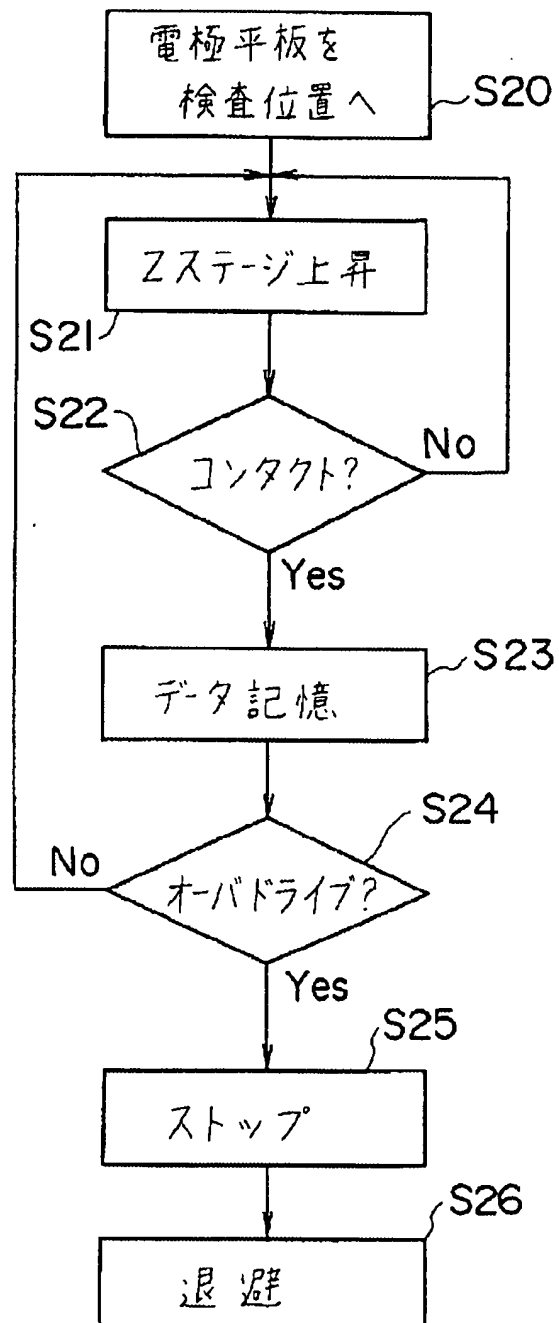 電極平板を
検査位置へ
S20
Zステージ上昇
S21
S22
コンタクト?
No
Yes
データ記憶
S23
S24
オーバドライブ?
No
Yes
S25
ストップ
S26
退避